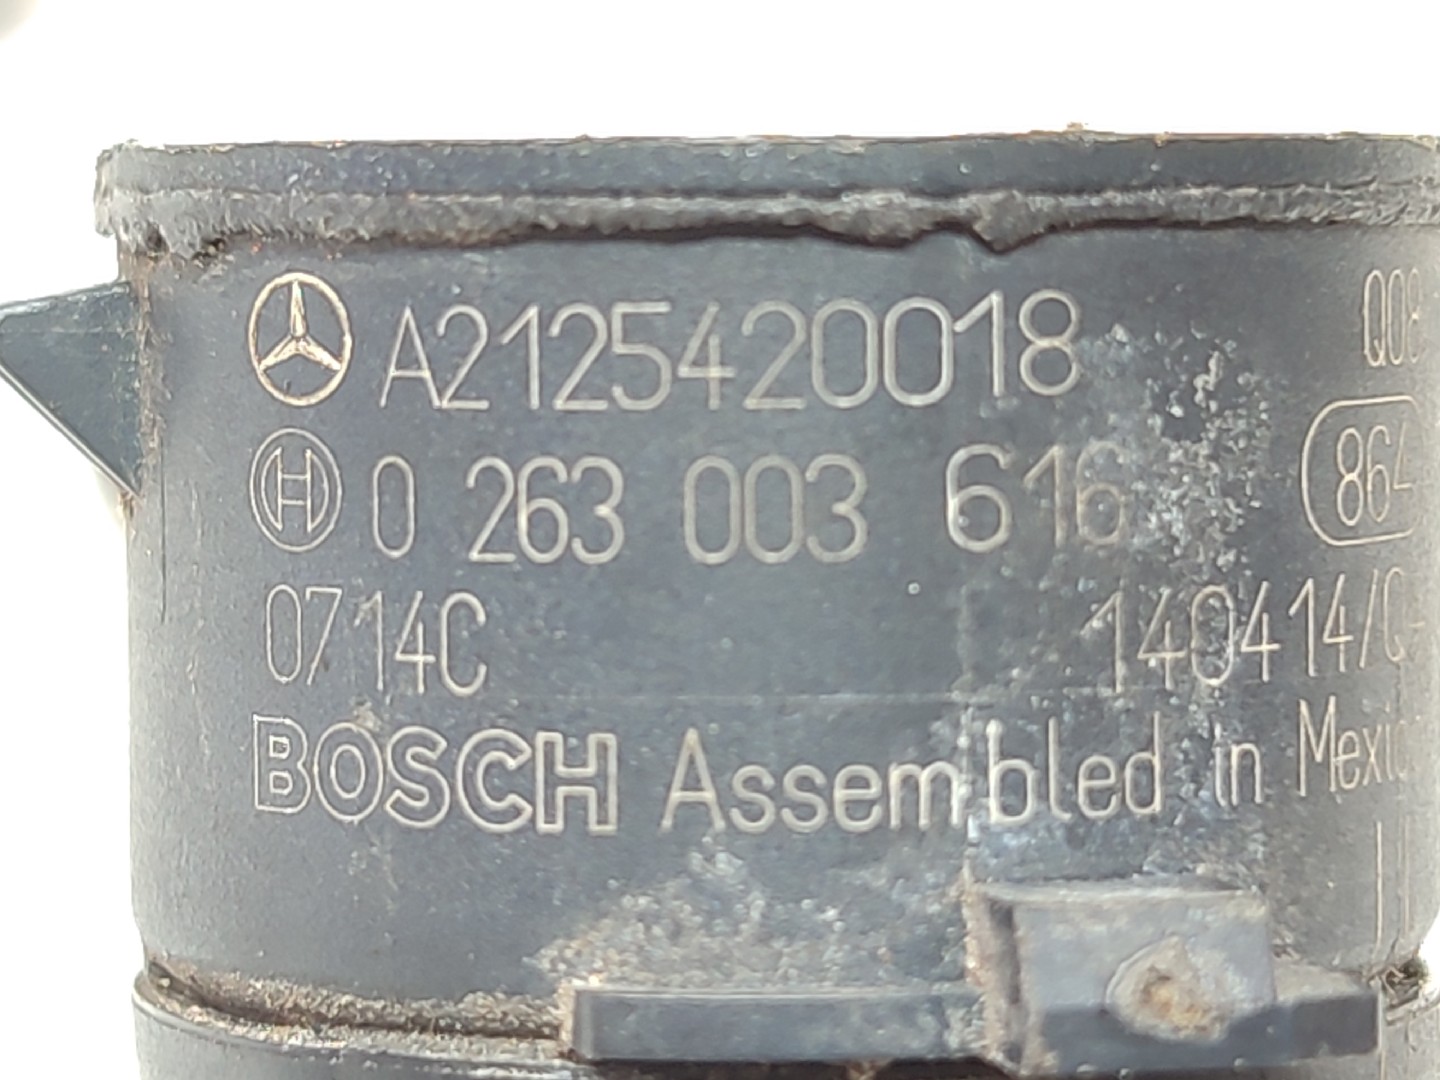 A2125420018 Q08
0 263 003 616 864
0714C 140414/C
BOSCH Assembled in Mexic